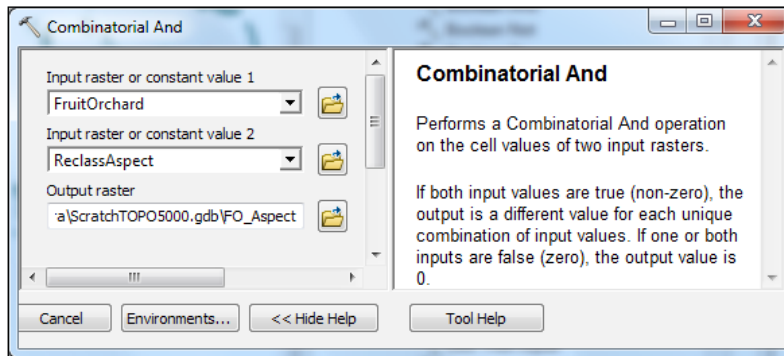 Combinatorial And
Input raster or constant value 1
FruitOrchard
Input raster or constant value 2
ReclassAspect
Output raster
a\ScratchTOPO5000.gdb\FO_Aspect
Cancel
Environments...
<< Hide Help
Combinatorial And
Performs a Combinatorial And operation
on the cell values of two input rasters.
If both input values are true (non-zero), the
output is a different value for each unique
combination of input values. If one or both
inputs are false (zero), the output value is
0.
Tool Help